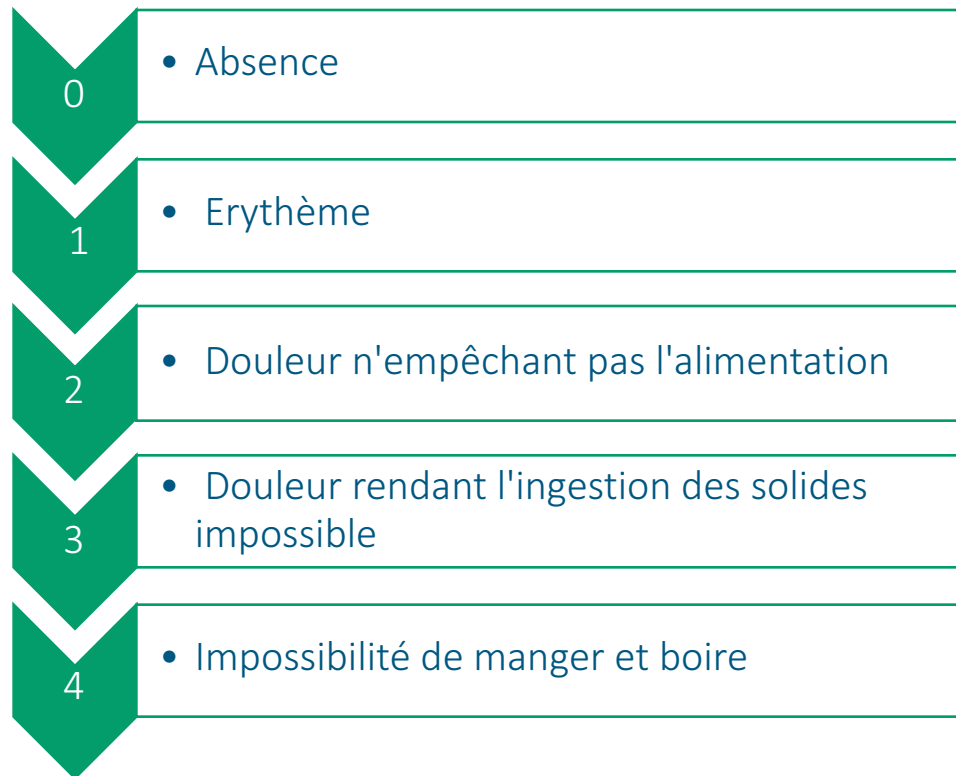 0
• Absence
1
• Erythème
2
• Douleur n'empêchant pas l'alimentation
3
• Douleur rendant l'ingestion des solides
impossible
4
• Impossibilité de manger et boire